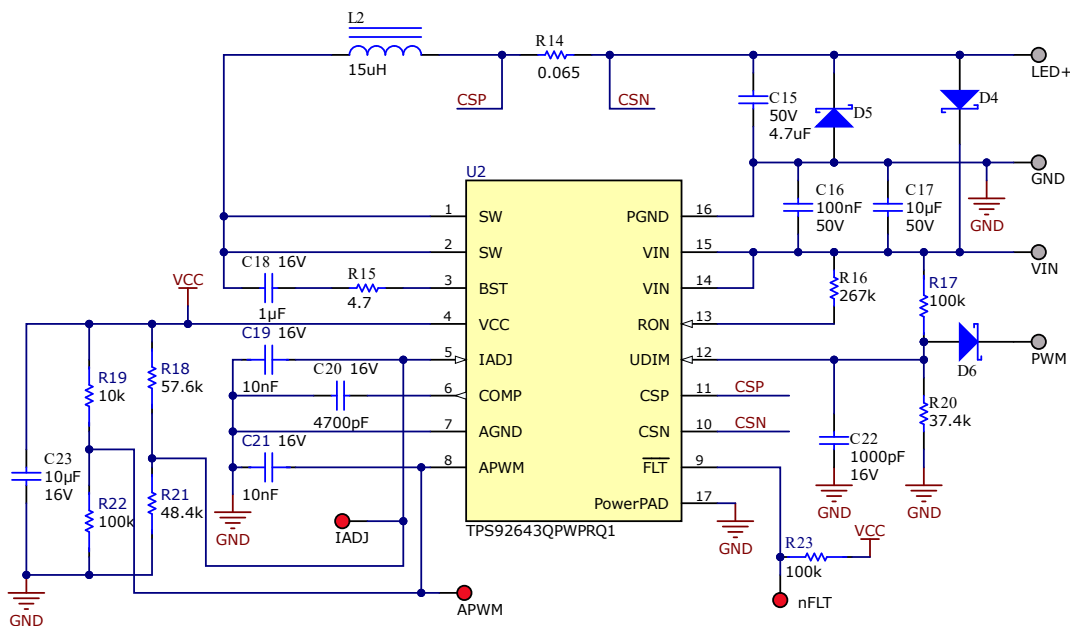 L2
15uH
R14
0.065
CSP
CSN
LED+
C15
50V
4.7uF
D5
D4
GND
U2
C16
100nF
50V
C17
10µF
50V
GND
1
SW
PGND
16
2
SW
VIN
15
VIN
C18 16V
1µF
R15
4.7
3
BST
VIN
14
R16
267k
R17
100k
VCC
4
VCC
RON
13
C19 16V
10nF
5
IADJ
UDIM
12
PWM
D6
R19
10k
R18
57.6k
C20 16V
4700pF
6
COMP
CSP
11
CSP
R20
37.4k
7
AGND
CSN
10
CSN
C21 16V
10nF
8
APWM
FLT
9
C22
1000pF
16V
C23
10µF
16V
R22
100k
R21
48.4k
PowerPAD
17
GND
GND
GND
GND
TPS92643QPWPRQ1
IADJ
VCC
R23
100k
nFLT
APWM
GND